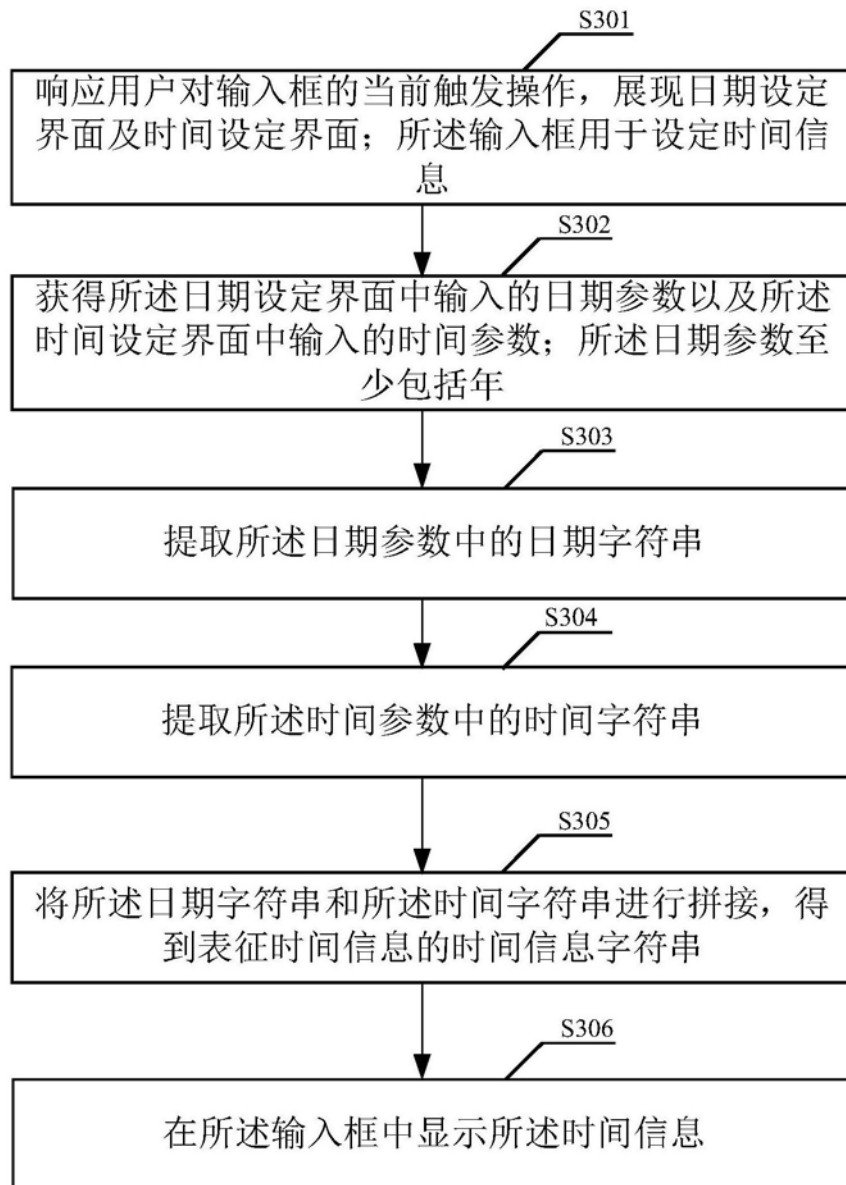 S301
响应用户对输入框的当前触发操作，展现日期设定
界面及时间设定界面；所述输入框用于设定时间信
息
S302
获得所述日期设定界面中输入的日期参数以及所述
时间设定界面中输入的时间参数；所述日期参数至
少包括年
S303
提取所述日期参数中的日期字符串
S304
提取所述时间参数中的时间字符串
S305
将所述日期字符串和所述时间字符串进行拼接，得
到表征时间信息的时间信息字符串
S306
在所述输入框中显示所述时间信息